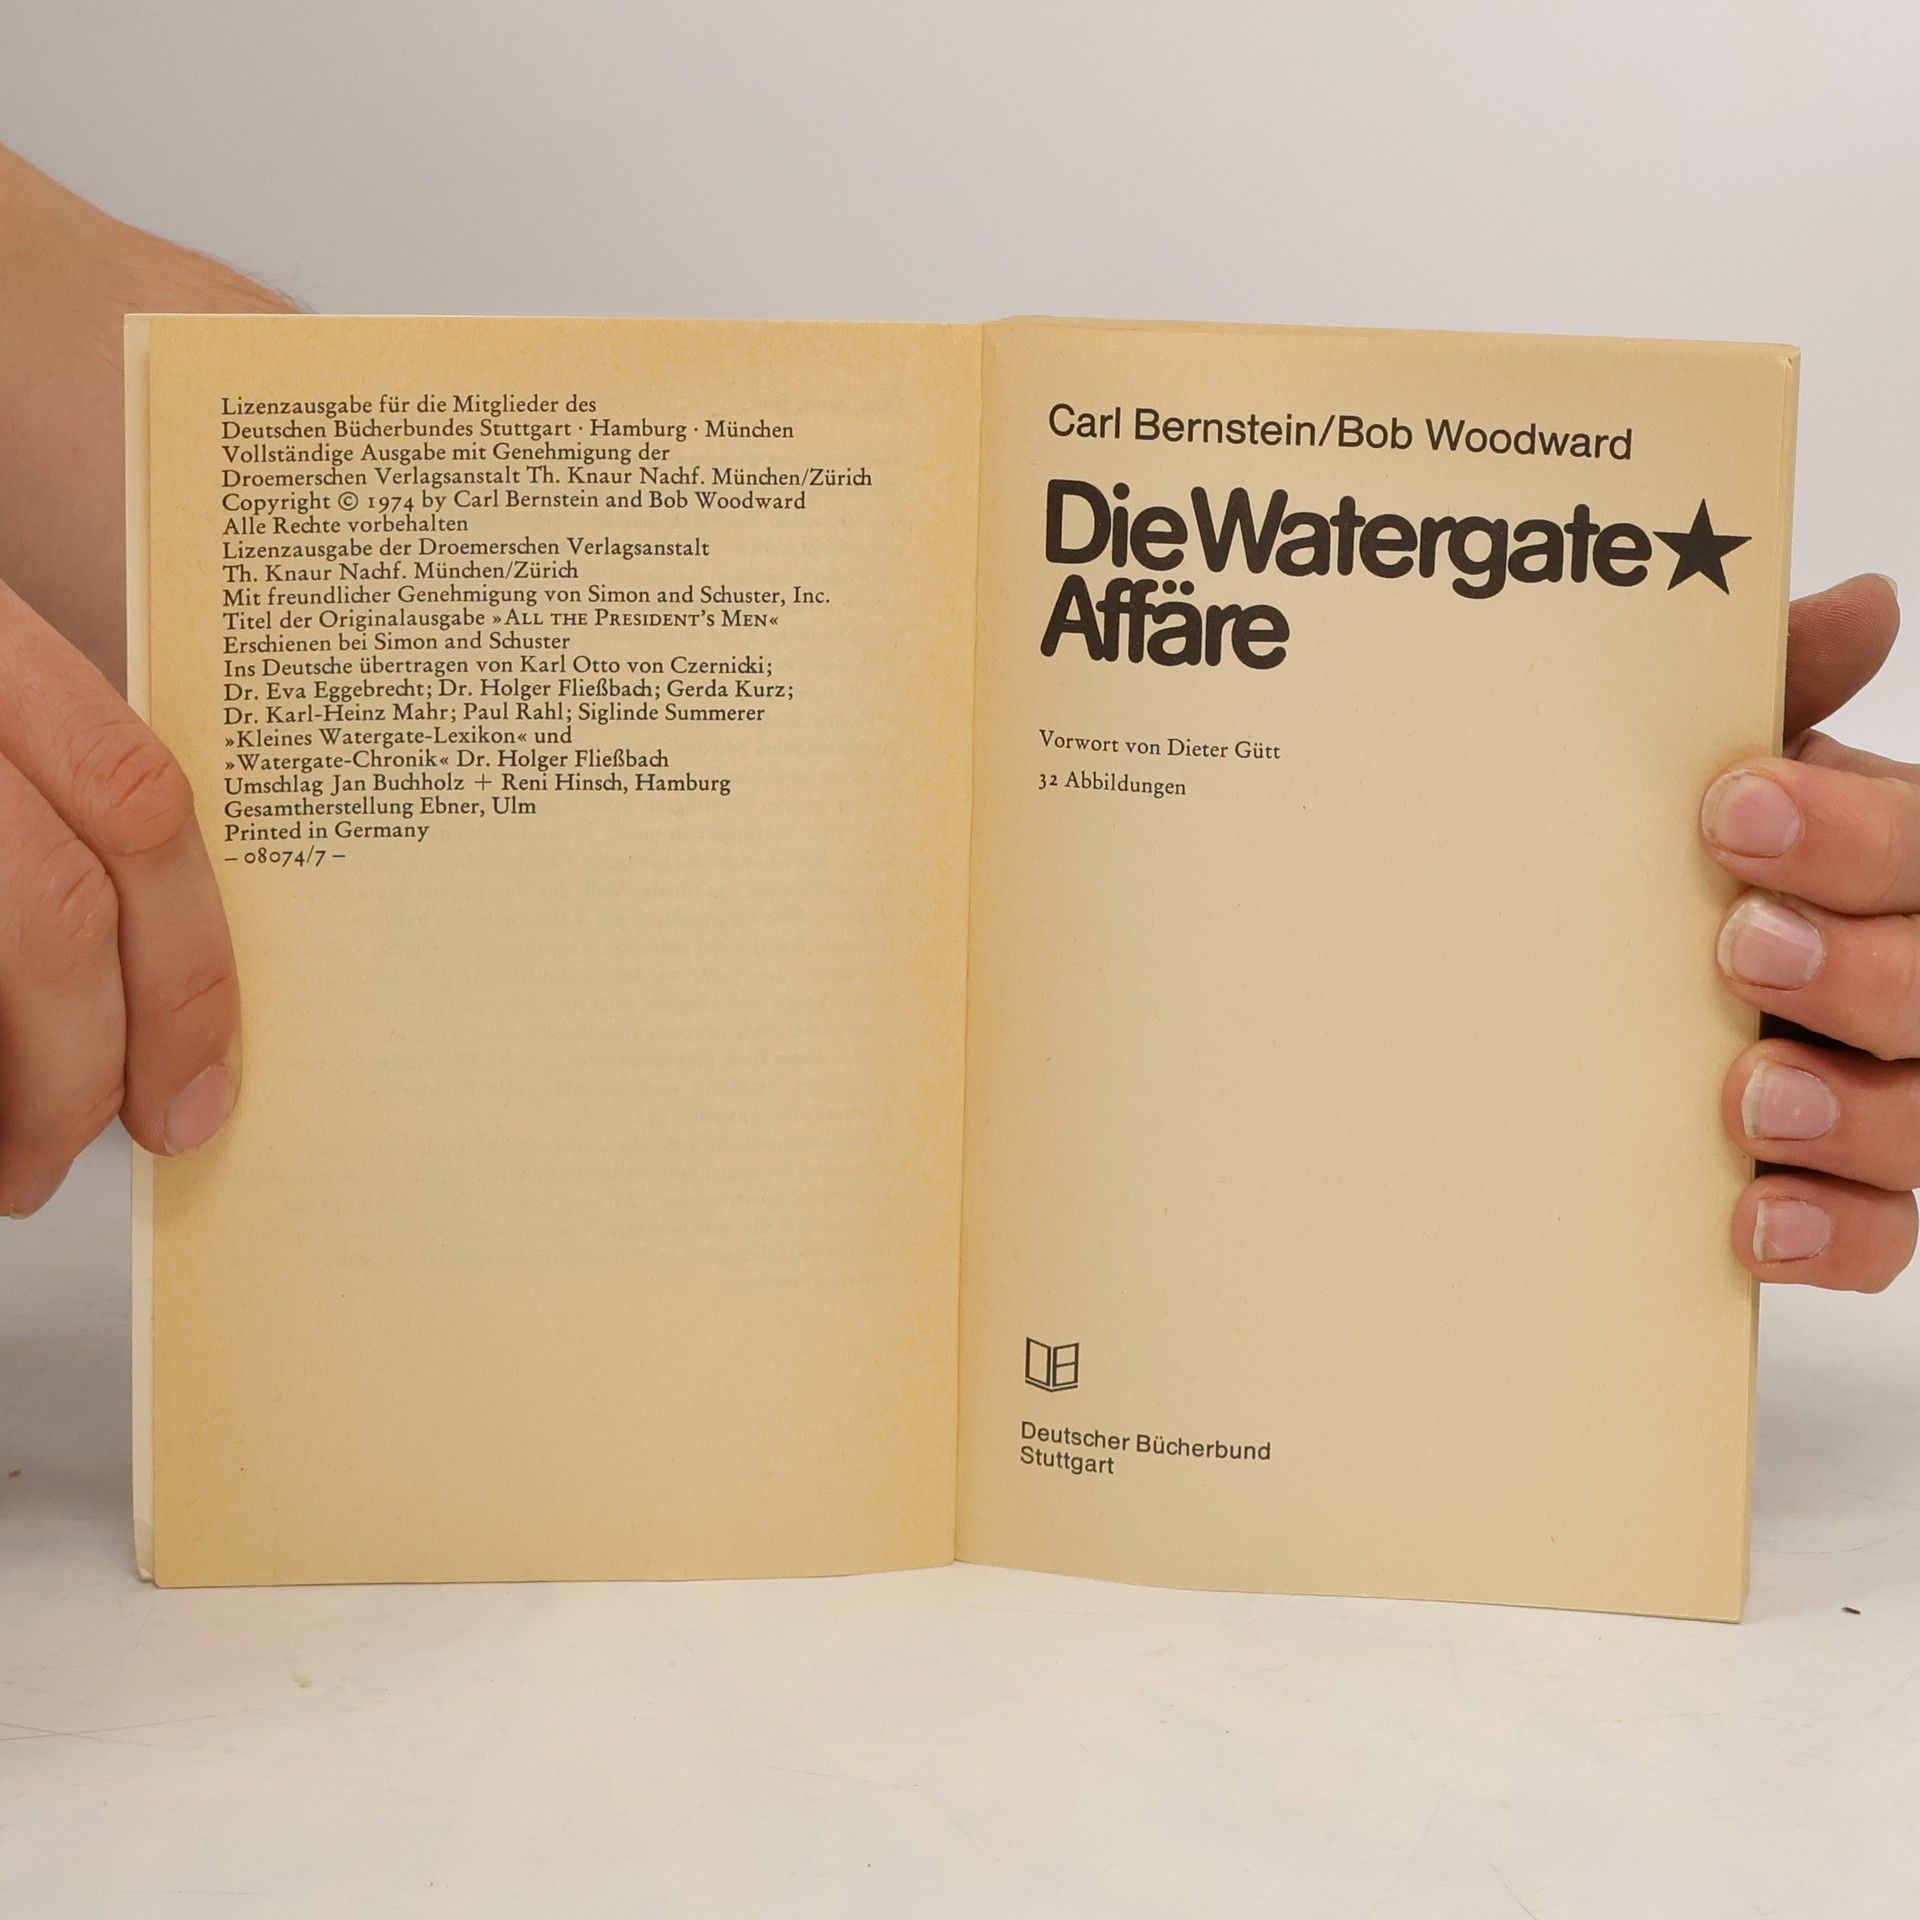 Lizenzausgabe für die Mitglieder des
Deutschen Bücherbundes Stuttgart · Hamburg · München
Vollständige Ausgabe mit Genehmigung der
Droemerschen Verlagsanstalt Th. Knaur Nachf. München/Zürich
Copyright © 1974 by Carl Bernstein and Bob Woodward
Alle Rechte vorbehalten
Lizenzausgabe der Droemerschen Verlagsanstalt
Th. Knaur Nachf. München/Zürich
Mit freundlicher Genehmigung von Simon and Schuster, Inc.
Titel der Originalausgabe »ALL THE PRESIDENT'S MEN«
Erschienen bei Simon and Schuster
Ins Deutsche übertragen von Karl Otto von Czernicki;
Dr. Eva Eggebrecht; Dr. Holger Fließbach; Gerda Kurz;
Dr. Karl-Heinz Mahr; Paul Rahl; Siglinde Summerer
»Kleines Watergate-Lexikon« und
»Watergate-Chronik« Dr. Holger Fließbach
Umschlag Jan Buchholz + Reni Hinsch, Hamburg
Gesamtherstellung Ebner, Ulm
Printed in Germany
– 08074/7 –
Carl Bernstein/Bob Woodward
Die Watergate★
Affäre
Vorwort von Dieter Gütt
32 Abbildungen
Deutscher Bücherbund
Stuttgart